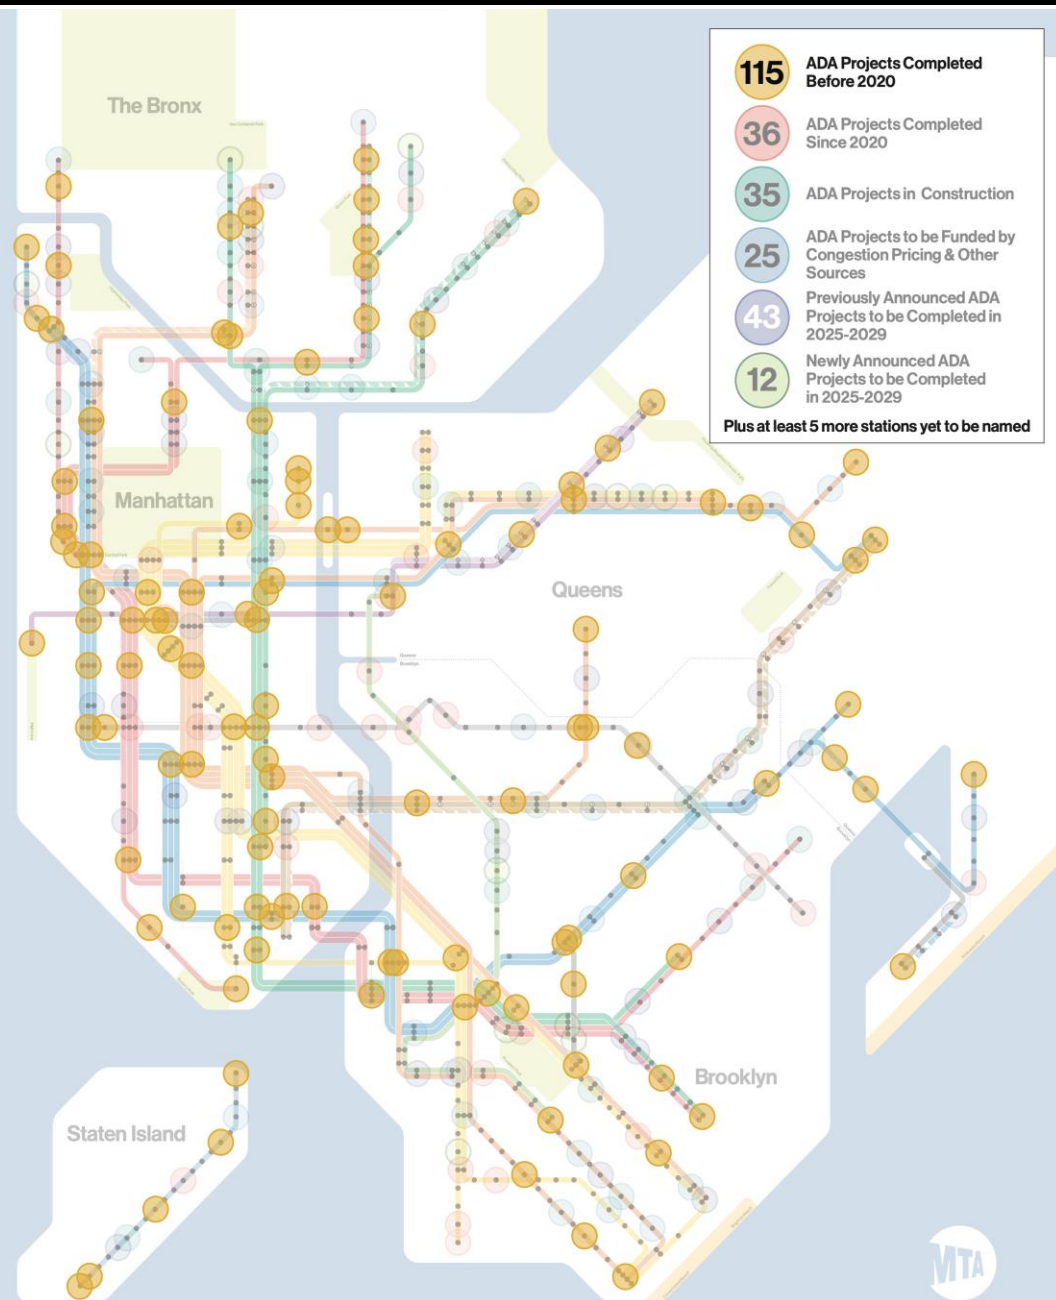 115
ADA Projects Completed
Before 2020
36
ADA Projects Completed
Since 2020
35
ADA Projects in Construction
25
ADA Projects to be Funded by
Congestion Pricing & Other
Sources
43
Previously Announced ADA
Projects to be Completed in
2025-2029
12
Newly Announced ADA
Projects to be Completed
in 2025-2029
Plus at least 5 more stations yet to be named
The Bronx
Manhattan
Queens
Queens
Brooklyn
Brooklyn
Staten Island
MTA